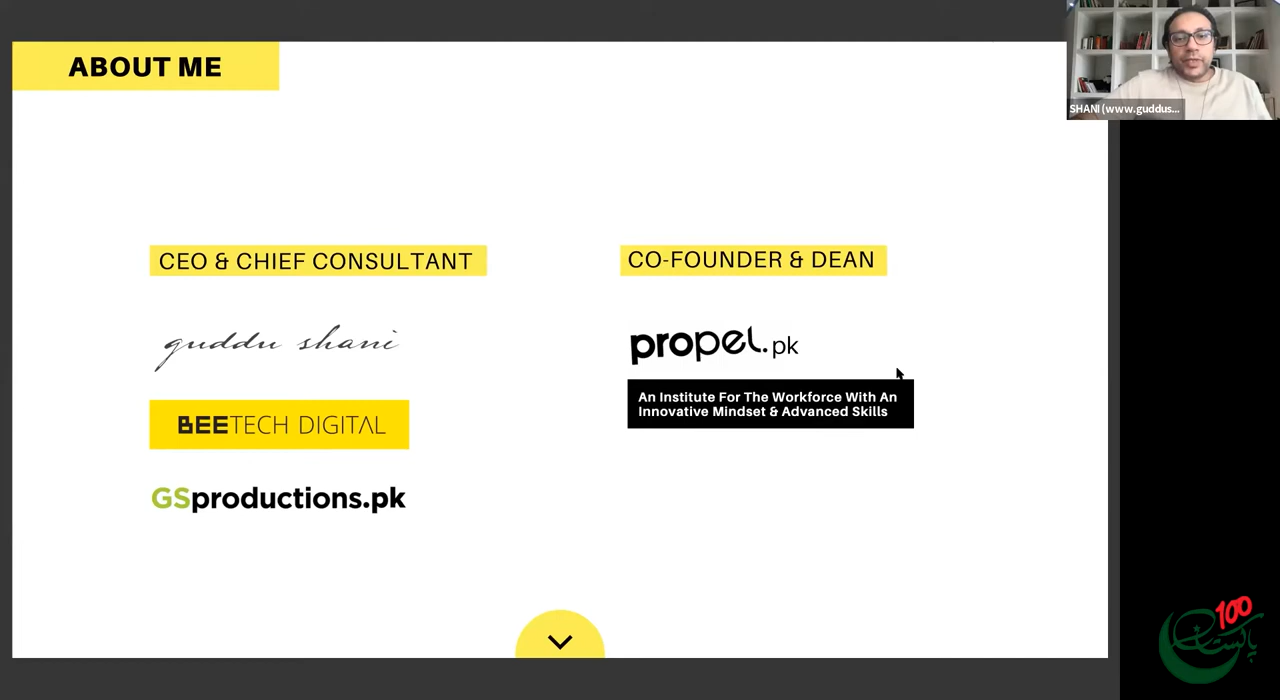 ABOUT ME
SHANI (www.guddus...
CEO & CHIEF CONSULTANT
guddu shani
BEETECH DIGITAL
GSproductions.pk
CO-FOUNDER & DEAN
propel.pk
An Institute For The Workforce With An
Innovative Mindset & Advanced Skills
100
پاکستان